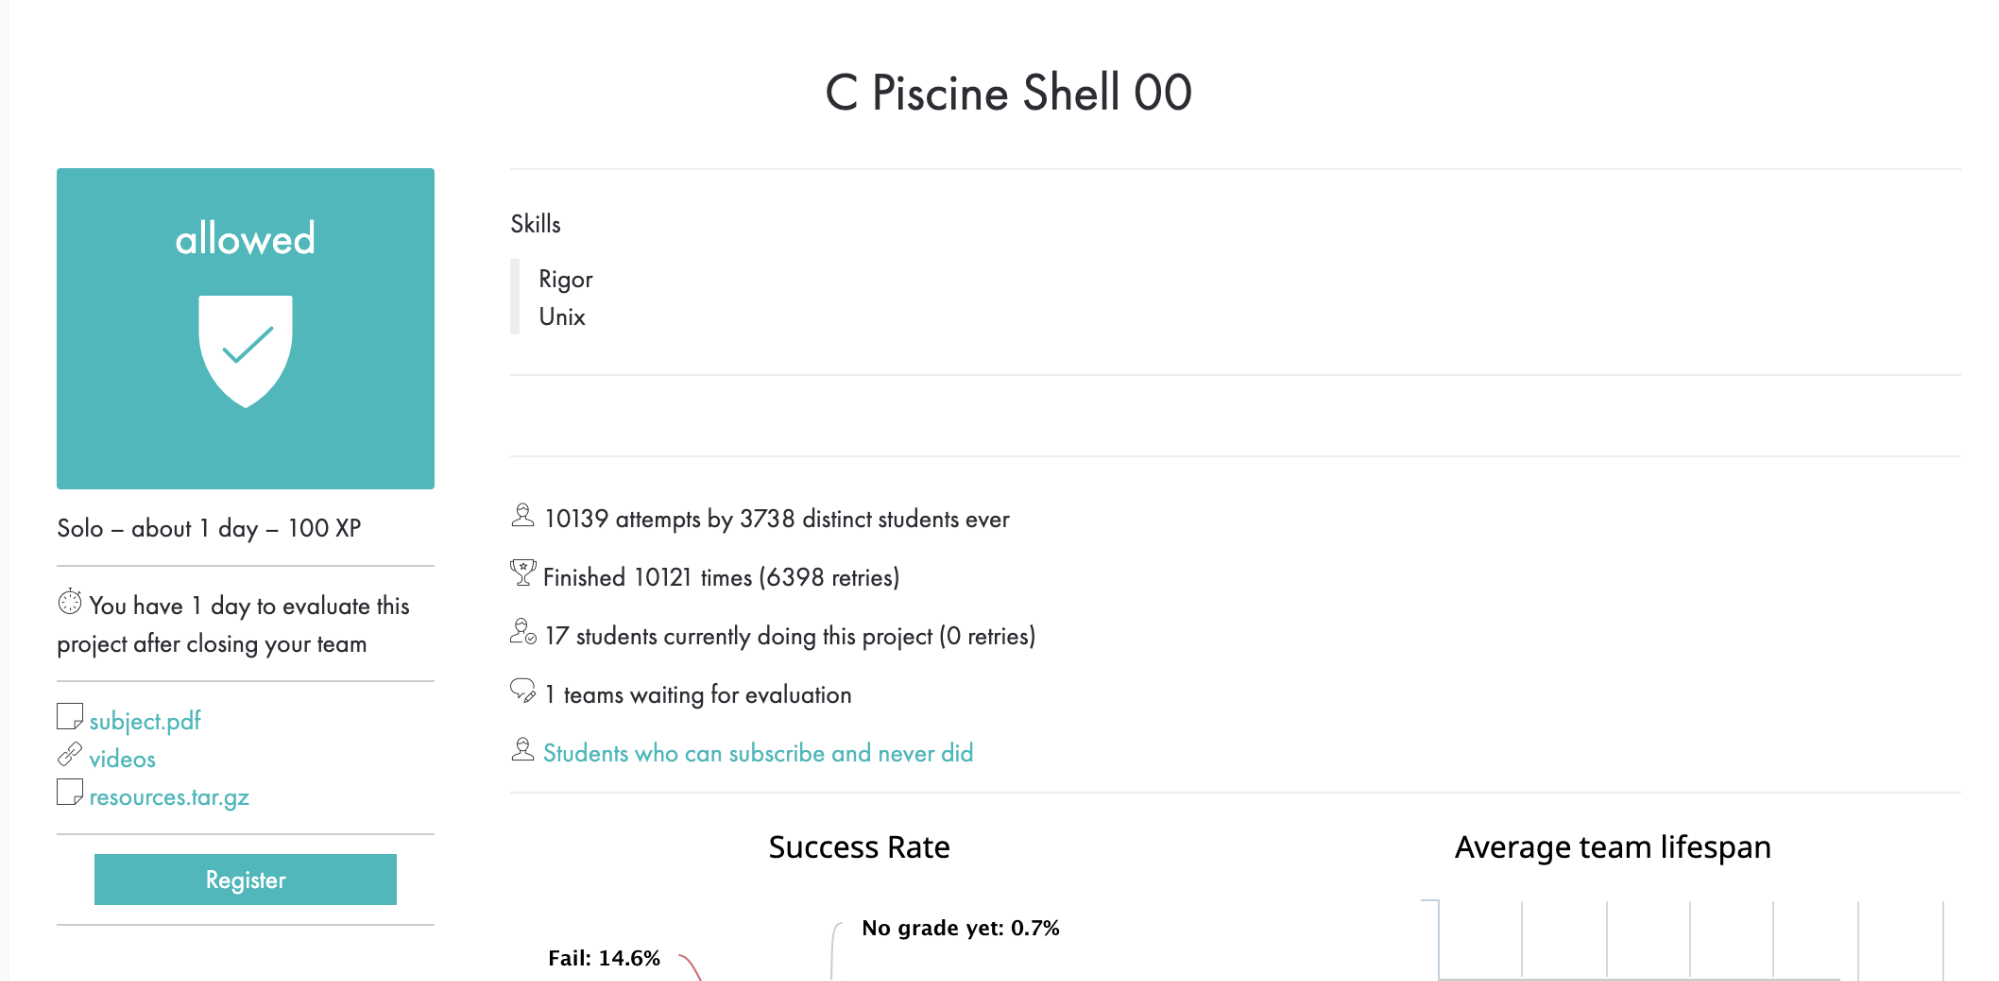 C Piscine Shell 00
allowed
Solo – about 1 day – 100 XP
You have 1 day to evaluate this
project after closing your team
subject.pdf
videos
resources.tar.gz
Register
Skills
Rigor
Unix
10139 attempts by 3738 distinct students ever
Finished 10121 times (6398 retries)
17 students currently doing this project (0 retries)
1 teams waiting for evaluation
Students who can subscribe and never did
Success Rate
No grade yet: 0.7%
Fail: 14.6%
Average team lifespan